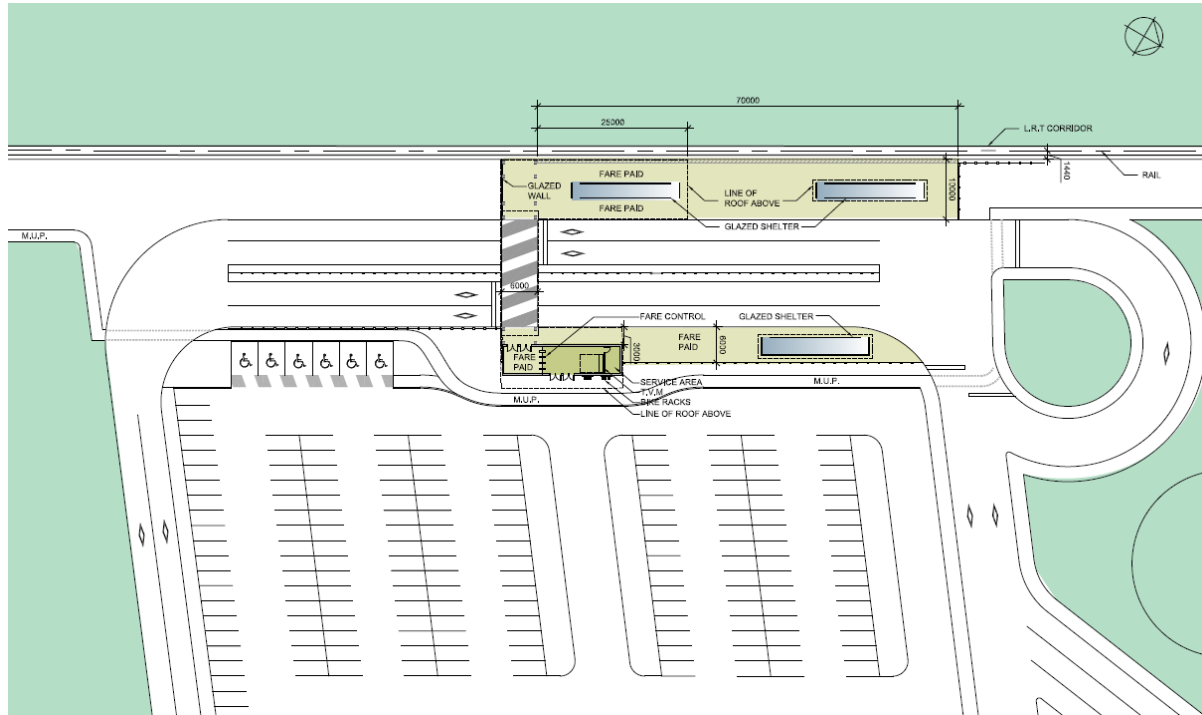 70000
25000
L.R.T CORRIDOR
1440
RAIL
FARE PAID
GLAZED
WALL
LINE OF
ROOF ABOVE
10000
FARE PAID
GLAZED SHELTER
M.U.P.
6000
FARE CONTROL
GLAZED SHELTER
FARE
PAID
3000
6000
FARE
PAID
SERVICE AREA
T.V.M
BIKE RACKS
LINE OF ROOF ABOVE
M.U.P.
M.U.P.